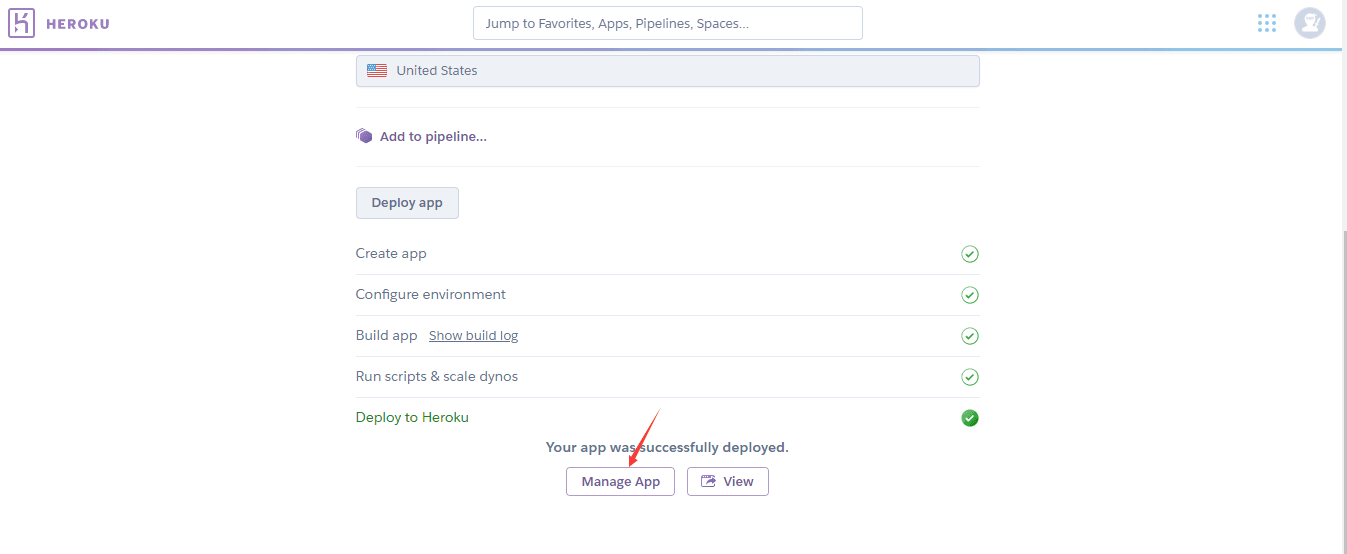 HEROKU
Jump to Favorites, Apps, Pipelines, Spaces...
United States
Add to pipeline...
Deploy app
Create app
Configure environment
Build app Show build log
Run scripts & scale dynos
Deploy to Heroku
Your app was successfully deployed.
Manage App View